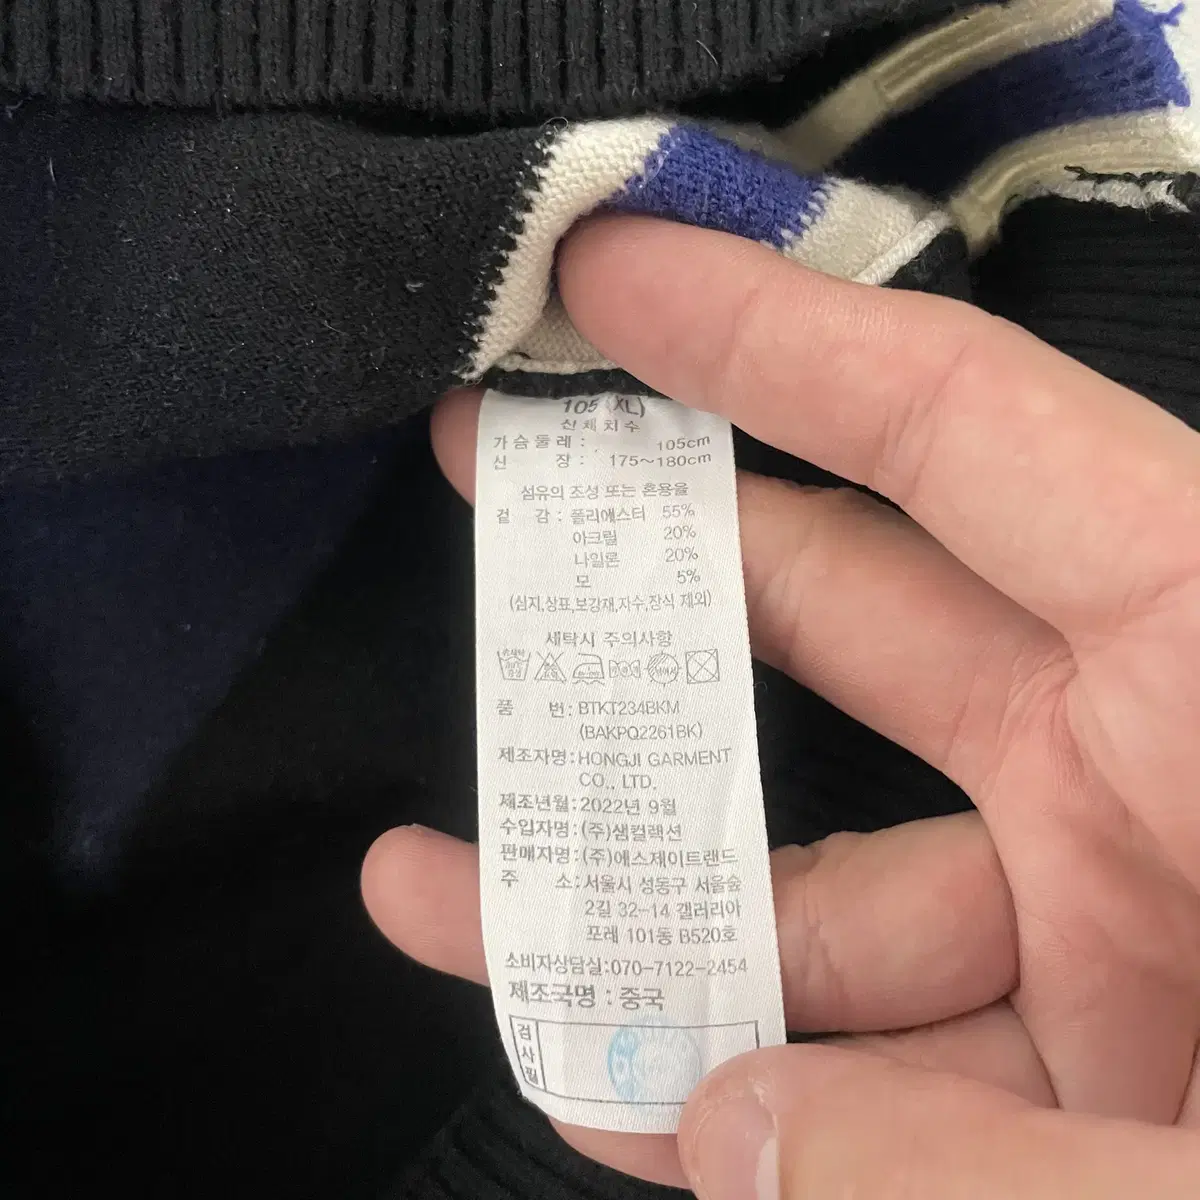 105 (XL)
신체치수
가슴둘레 : 105cm
신 장 : 175~180cm
섬유의 조성 또는 혼용율
겉 감 : 폴리에스터 55%
아크릴 20%
나일론 20%
모 5%
(심지,상표,보강재,자수,장식 제외)
세탁시 주의사항
품 번: BTKT234BKM
(BAKPQ2261BK)
제조자명: HONGJI GARMENT
CO., LTD.
제조년월: 2022년 9월
수입자명: (주)샘컬랙션
판매자명: (주)에스제이트랜드
주 소: 서울시 성동구 서울숲
2길 32-14 갤러리아
포레 101동 B520호
소비자상담실:070-7122-2454
제조국명 : 중국
검사필